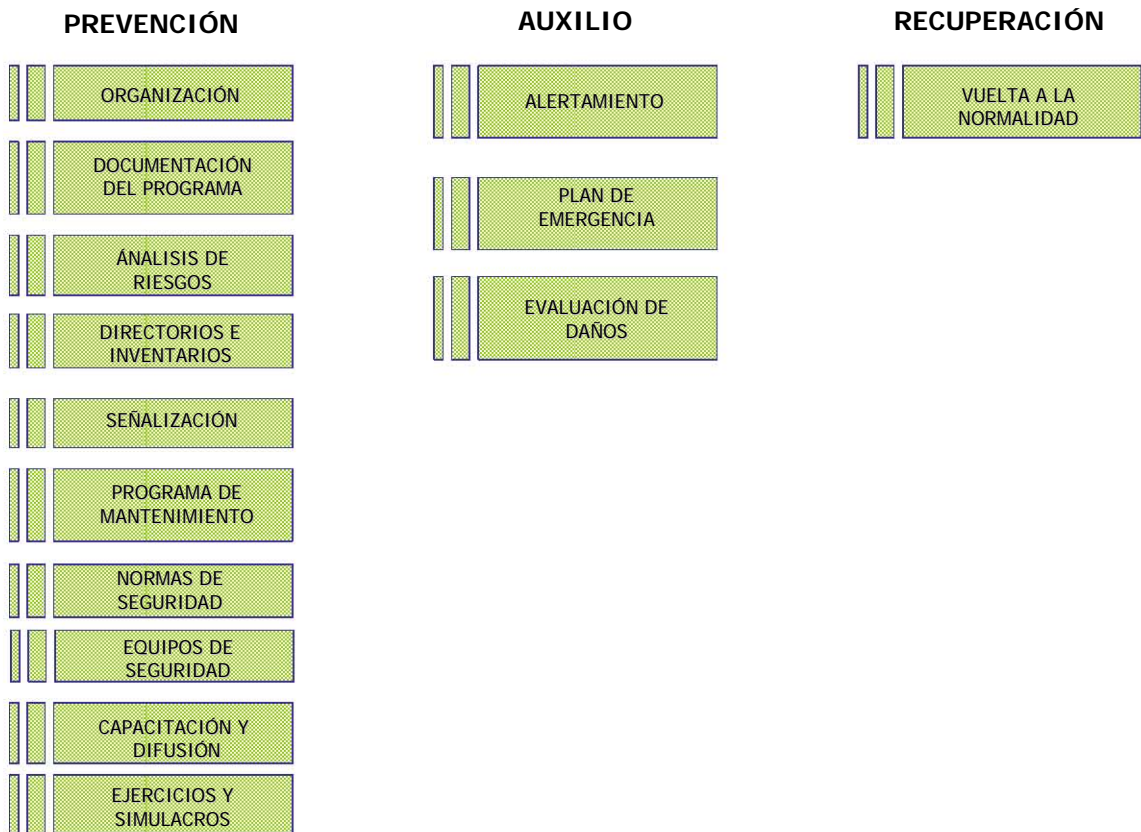 PREVENCIÓN
ORGANIZACIÓN
DOCUMENTACIÓN
DEL PROGRAMA
ÁNALISIS DE
RIESGOS
DIRECTORIOS E
INVENTARIOS
SEÑALIZACIÓN
PROGRAMA DE
MANTENIMIENTO
NORMAS DE
SEGURIDAD
EQUIPOS DE
SEGURIDAD
CAPACITACIÓN Y
DIFUSIÓN
EJERCICIOS Y
SIMULACROS
AUXILIO
ALERTAMIENTO
PLAN DE
EMERGENCIA
EVALUACIÓN DE
DAÑOS
RECUPERACIÓN
VUELTA A LA
NORMALIDAD